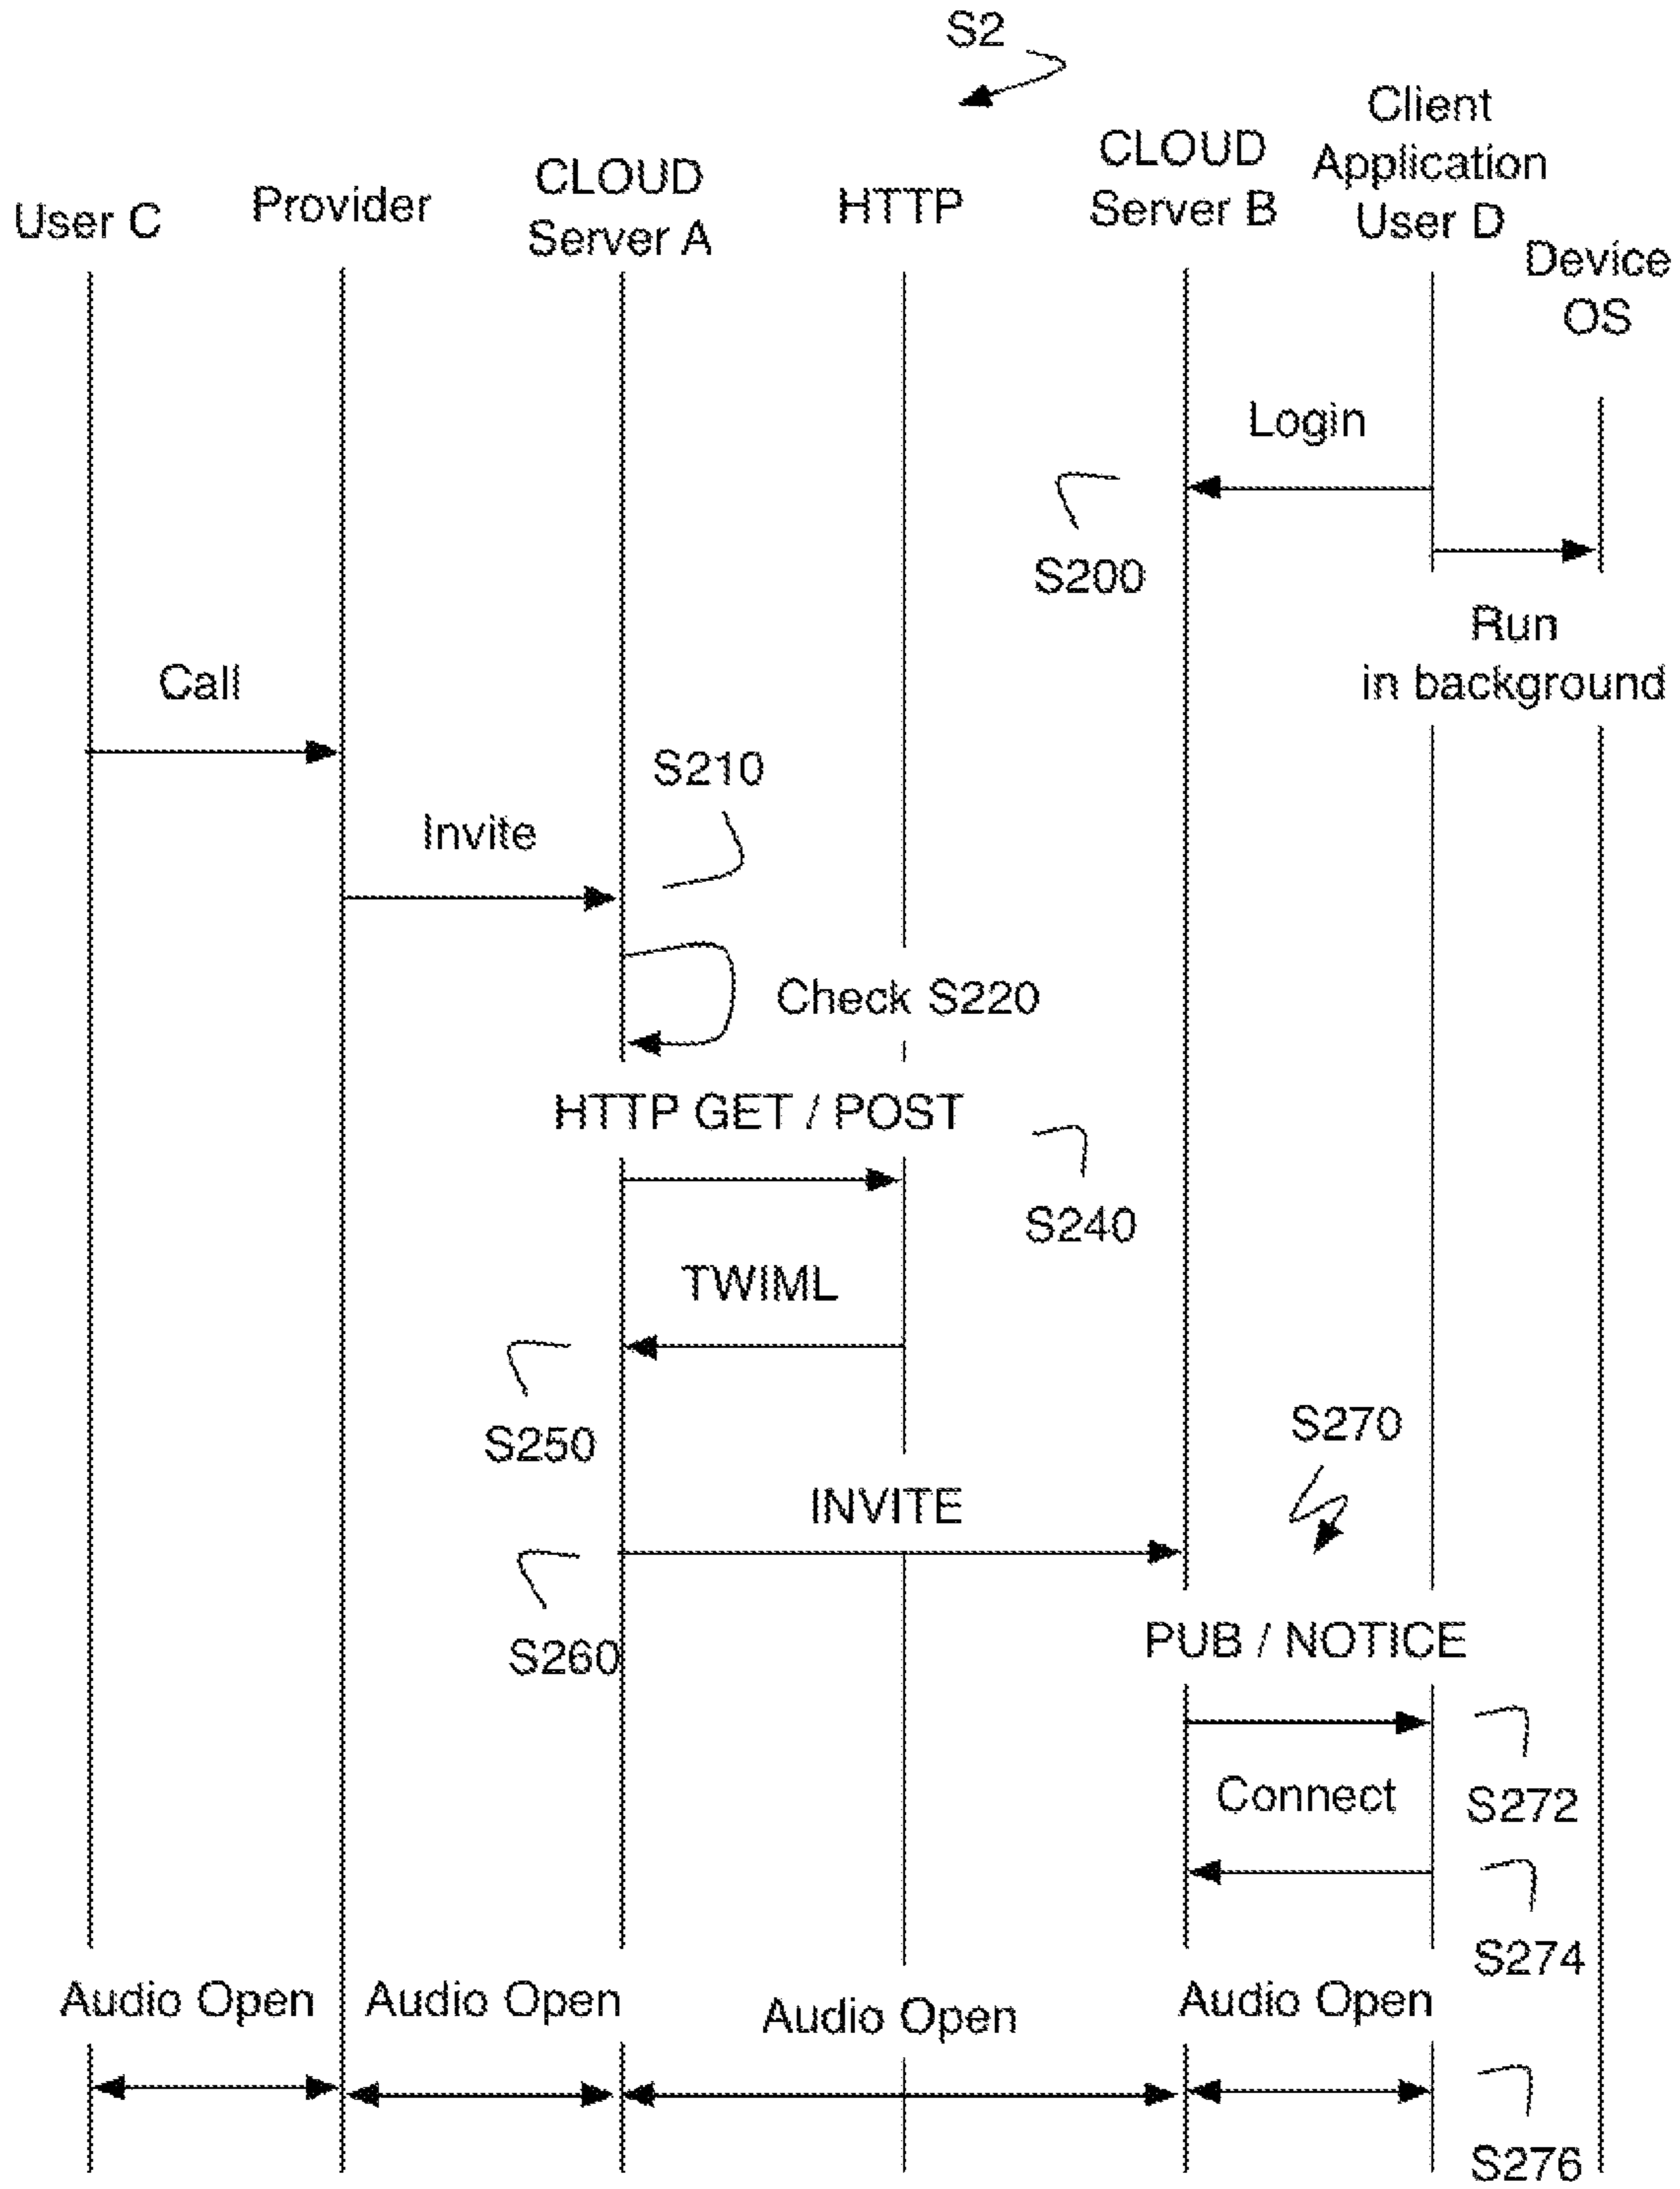 S2
User C
Provider
CLOUD
Server A
HTTP
CLOUD
Server B
Client
Application
User D
Device
OS
Login
S200
Run
in background
Call
S210
Invite
Check S220
HTTP GET / POST
S240
TWIML
S250
S270
INVITE
S260
PUB / NOTICE
Connect
S272
S274
Audio Open
Audio Open
Audio Open
Audio Open
S276